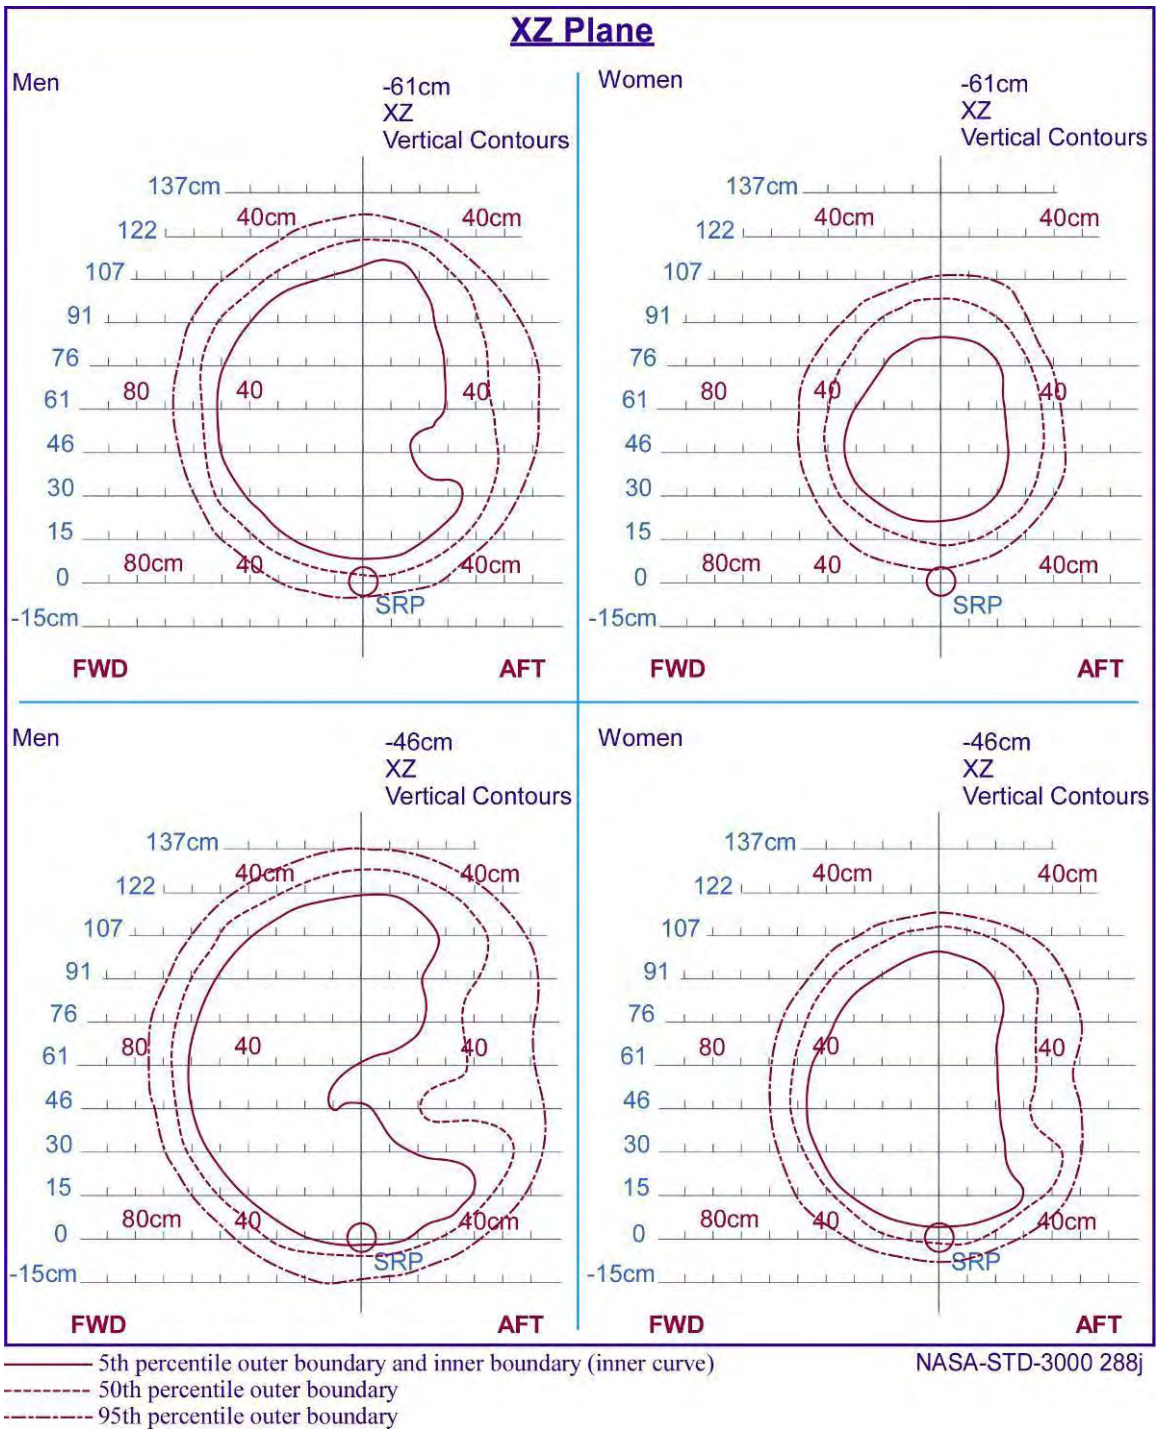 XZ Plane
Men
-61cm
XZ
Vertical Contours
137cm
40cm 40cm
122
107
91
76
80 40 40
61
46
30
15
80cm 40 40cm
0
SRP
-15cm
FWD AFT
Women
-61cm
XZ
Vertical Contours
137cm
40cm 40cm
122
107
91
76
80 40 40
61
46
30
15
80cm 40 40cm
0
SRP
-15cm
FWD AFT
Men
-46cm
XZ
Vertical Contours
137cm
40cm 40cm
122
107
91
76
80 40 40
61
46
30
15
80cm 40 40cm
0
SRP
-15cm
FWD AFT
Women
-46cm
XZ
Vertical Contours
137cm
40cm 40cm
122
107
91
76
80 40 40
61
46
30
15
80cm 40 40cm
0
SRP
-15cm
FWD AFT
5th percentile outer boundary and inner boundary (inner curve) NASA-STD-3000 288j
50th percentile outer boundary
95th percentile outer boundary